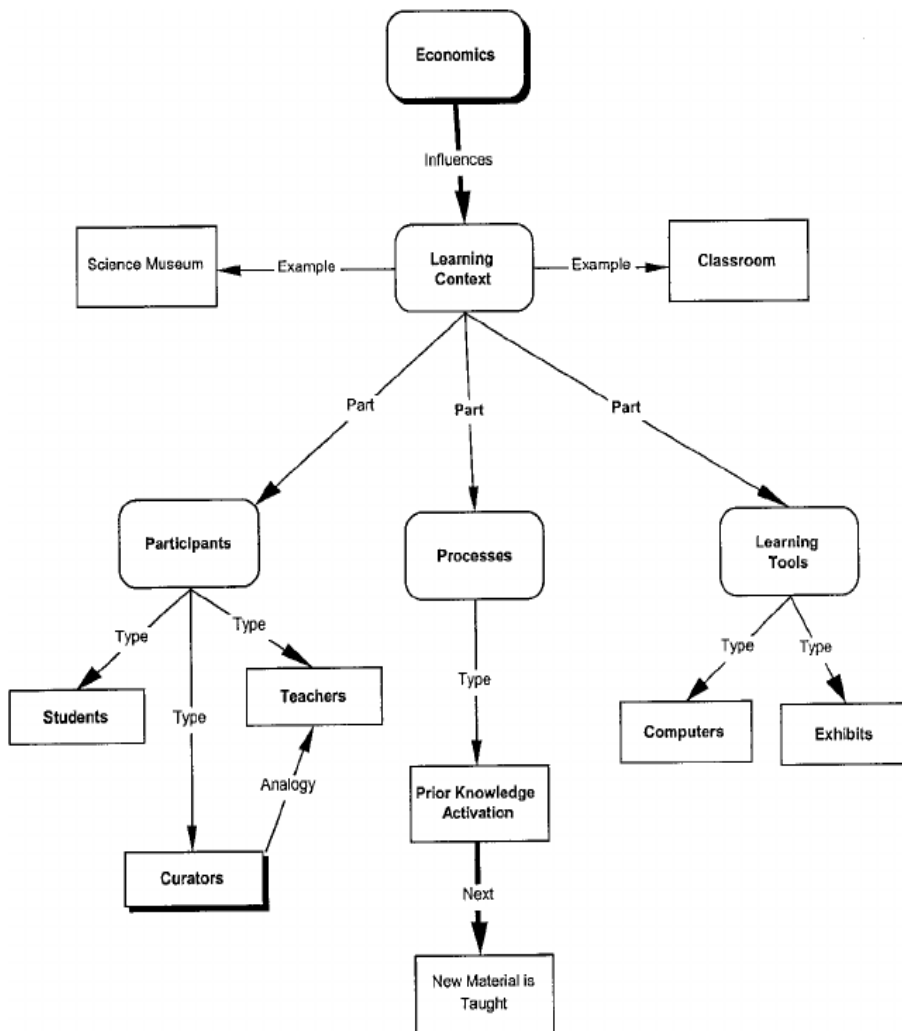 Economics
Influences
Science Museum
Example
Learning
Context
Example
Classroom
Part
Part
Part
Participants
Processes
Learning
Tools
Type
Type
Type
Type
Type
Type
Students
Teachers
Computers
Exhibits
Analogy
Prior Knowledge
Activation
Curators
Next
New Material is
Taught